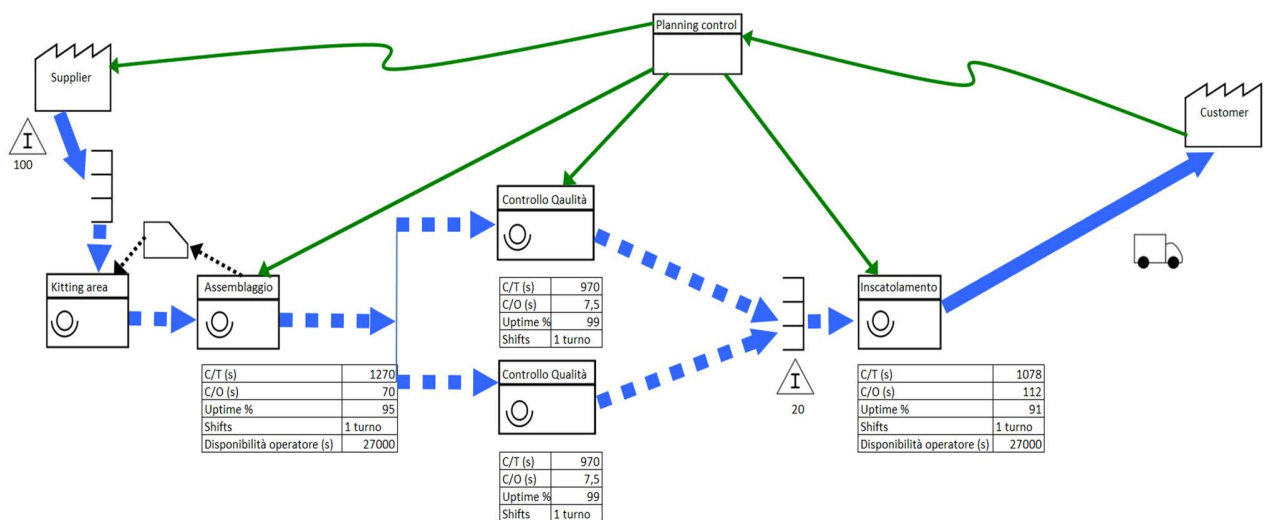 Planning control
Supplier
Customer
I
100
Controllo Qaulità
Kitting area
Assemblaggio
Inscatolamento
C/T (s) 970
C/O (s) 7,5
Uptime % 99
Shifts 1 turno
C/T (s) 1270
C/O (s) 70
Uptime % 95
Shifts 1 turno
Disponibilità operatore (s) 27000
Controllo Qualità
I
20
C/T (s) 1078
C/O (s) 112
Uptime % 91
Shifts 1 turno
Disponibilità operatore (s) 27000
C/T (s) 970
C/O (s) 7,5
Uptime % 99
Shifts 1 turno